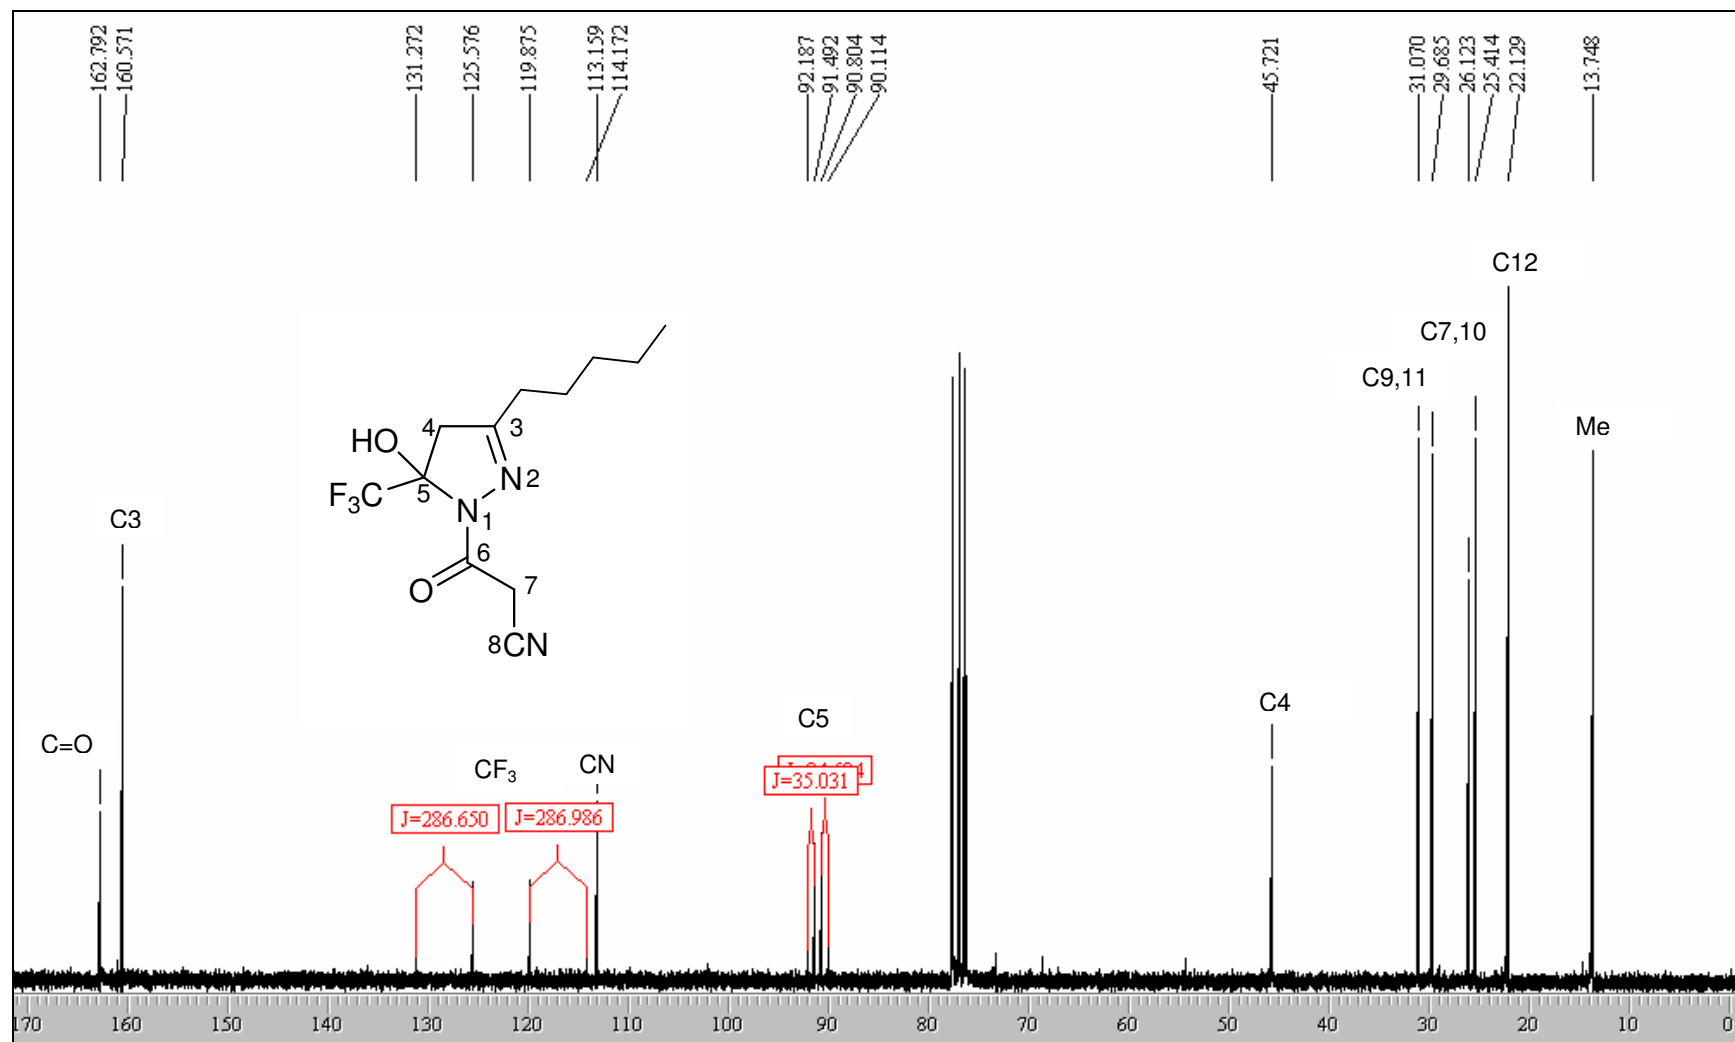 162.792
160.571
131.272
125.576
119.875
113.159
114.172
92.187
91.492
90.804
90.114
45.721
31.070
29.685
26.123
25.414
22.129
13.748
C12
C7,10
C9,11
Me
4
3
HO
N2
F₃C
5
N1
C3
6
O
7
8CN
C4
C5
C=O
CF₃
CN
J=35.031
J=286.650
J=286.986
170 160 150 140 130 120 110 100 90 80 70 60 50 40 30 20 10 0